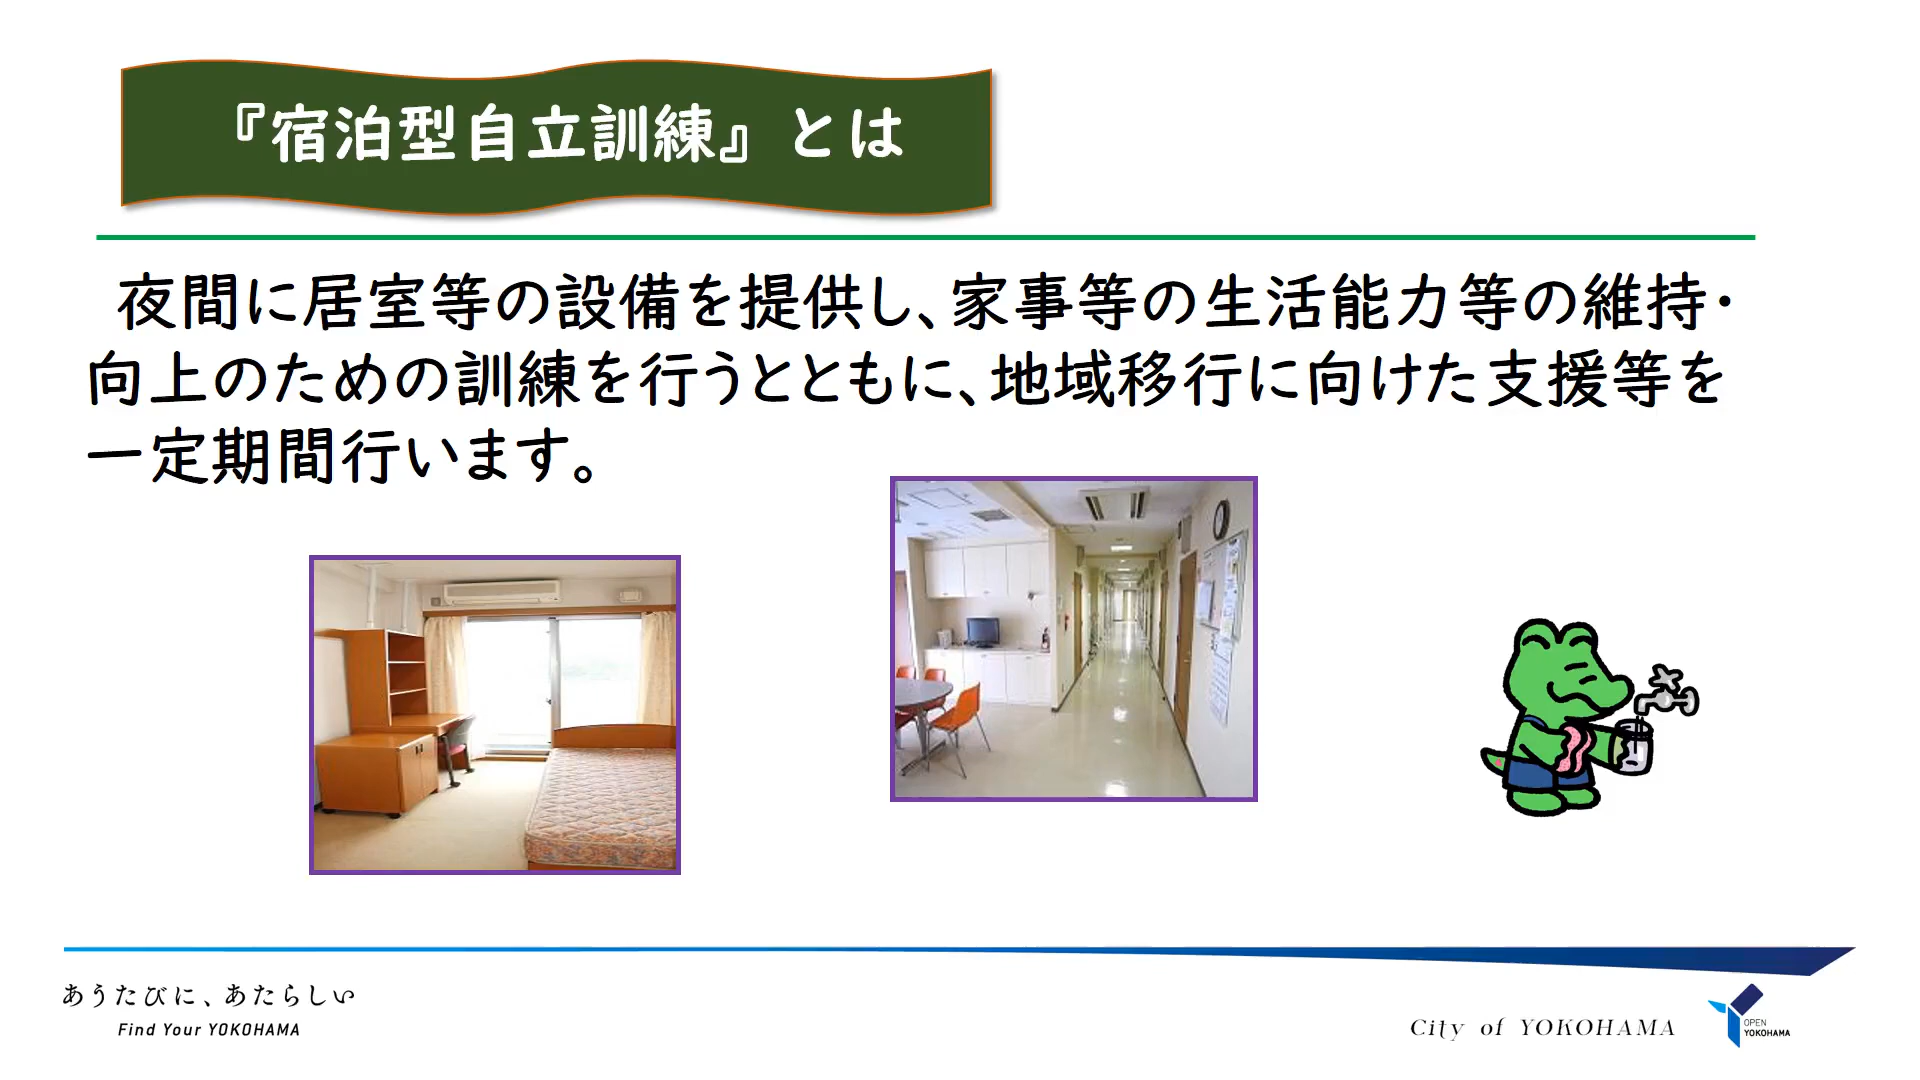 『宿泊型自立訓練』とは
夜間に居室等の設備を提供し、家事等の生活能力等の維持・
向上のための訓練を行うとともに、地域移行に向けた支援等を
一定期間行います。
あうたびに、あたらしい
Find Your YOKOHAMA
City of YOKOHAMA
OPEN
YOKOHAMA